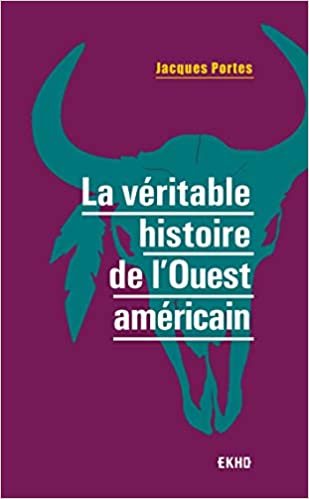 Jacques Portes
La véritable
histoire
de l'Ouest
américain
EKHO